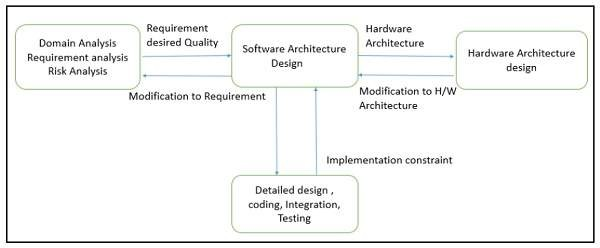 Domain Analysis
Requirement analysis
Risk Analysis
Requirement
desired Quality
Software Architecture
Design
Hardware
Architecture
Hardware Architecture
design
Modification to Requirement
Modification to H/W
Architecture
Implementation constraint
Detailed design ,
coding, Integration,
Testing